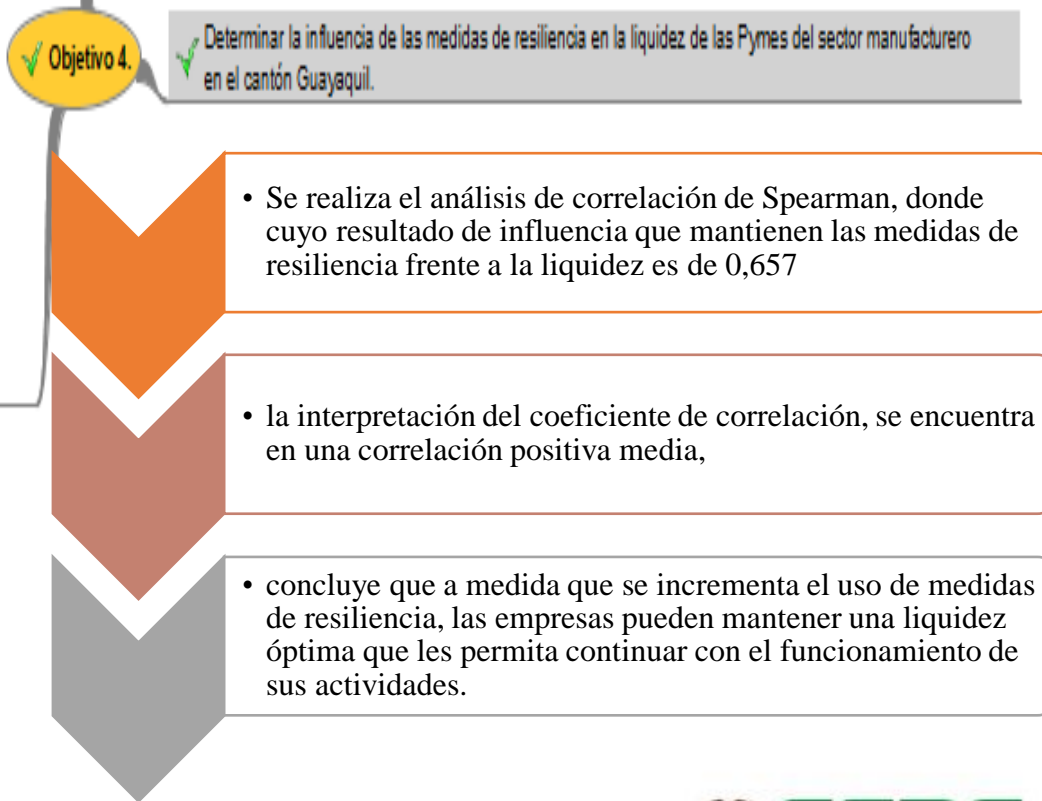 Objetivo 4.
Determinar la influencia de las medidas de resiliencia en la liquidez de las Pymes del sector manufacturero
en el cantón Guayaquil.
• Se realiza el análisis de correlación de Spearman, donde
cuyo resultado de influencia que mantienen las medidas de
resiliencia frente a la liquidez es de 0,657
• la interpretación del coeficiente de correlación, se encuentra
en una correlación positiva media,
• concluye que a medida que se incrementa el uso de medidas
de resiliencia, las empresas pueden mantener una liquidez
óptima que les permita continuar con el funcionamiento de
sus actividades.